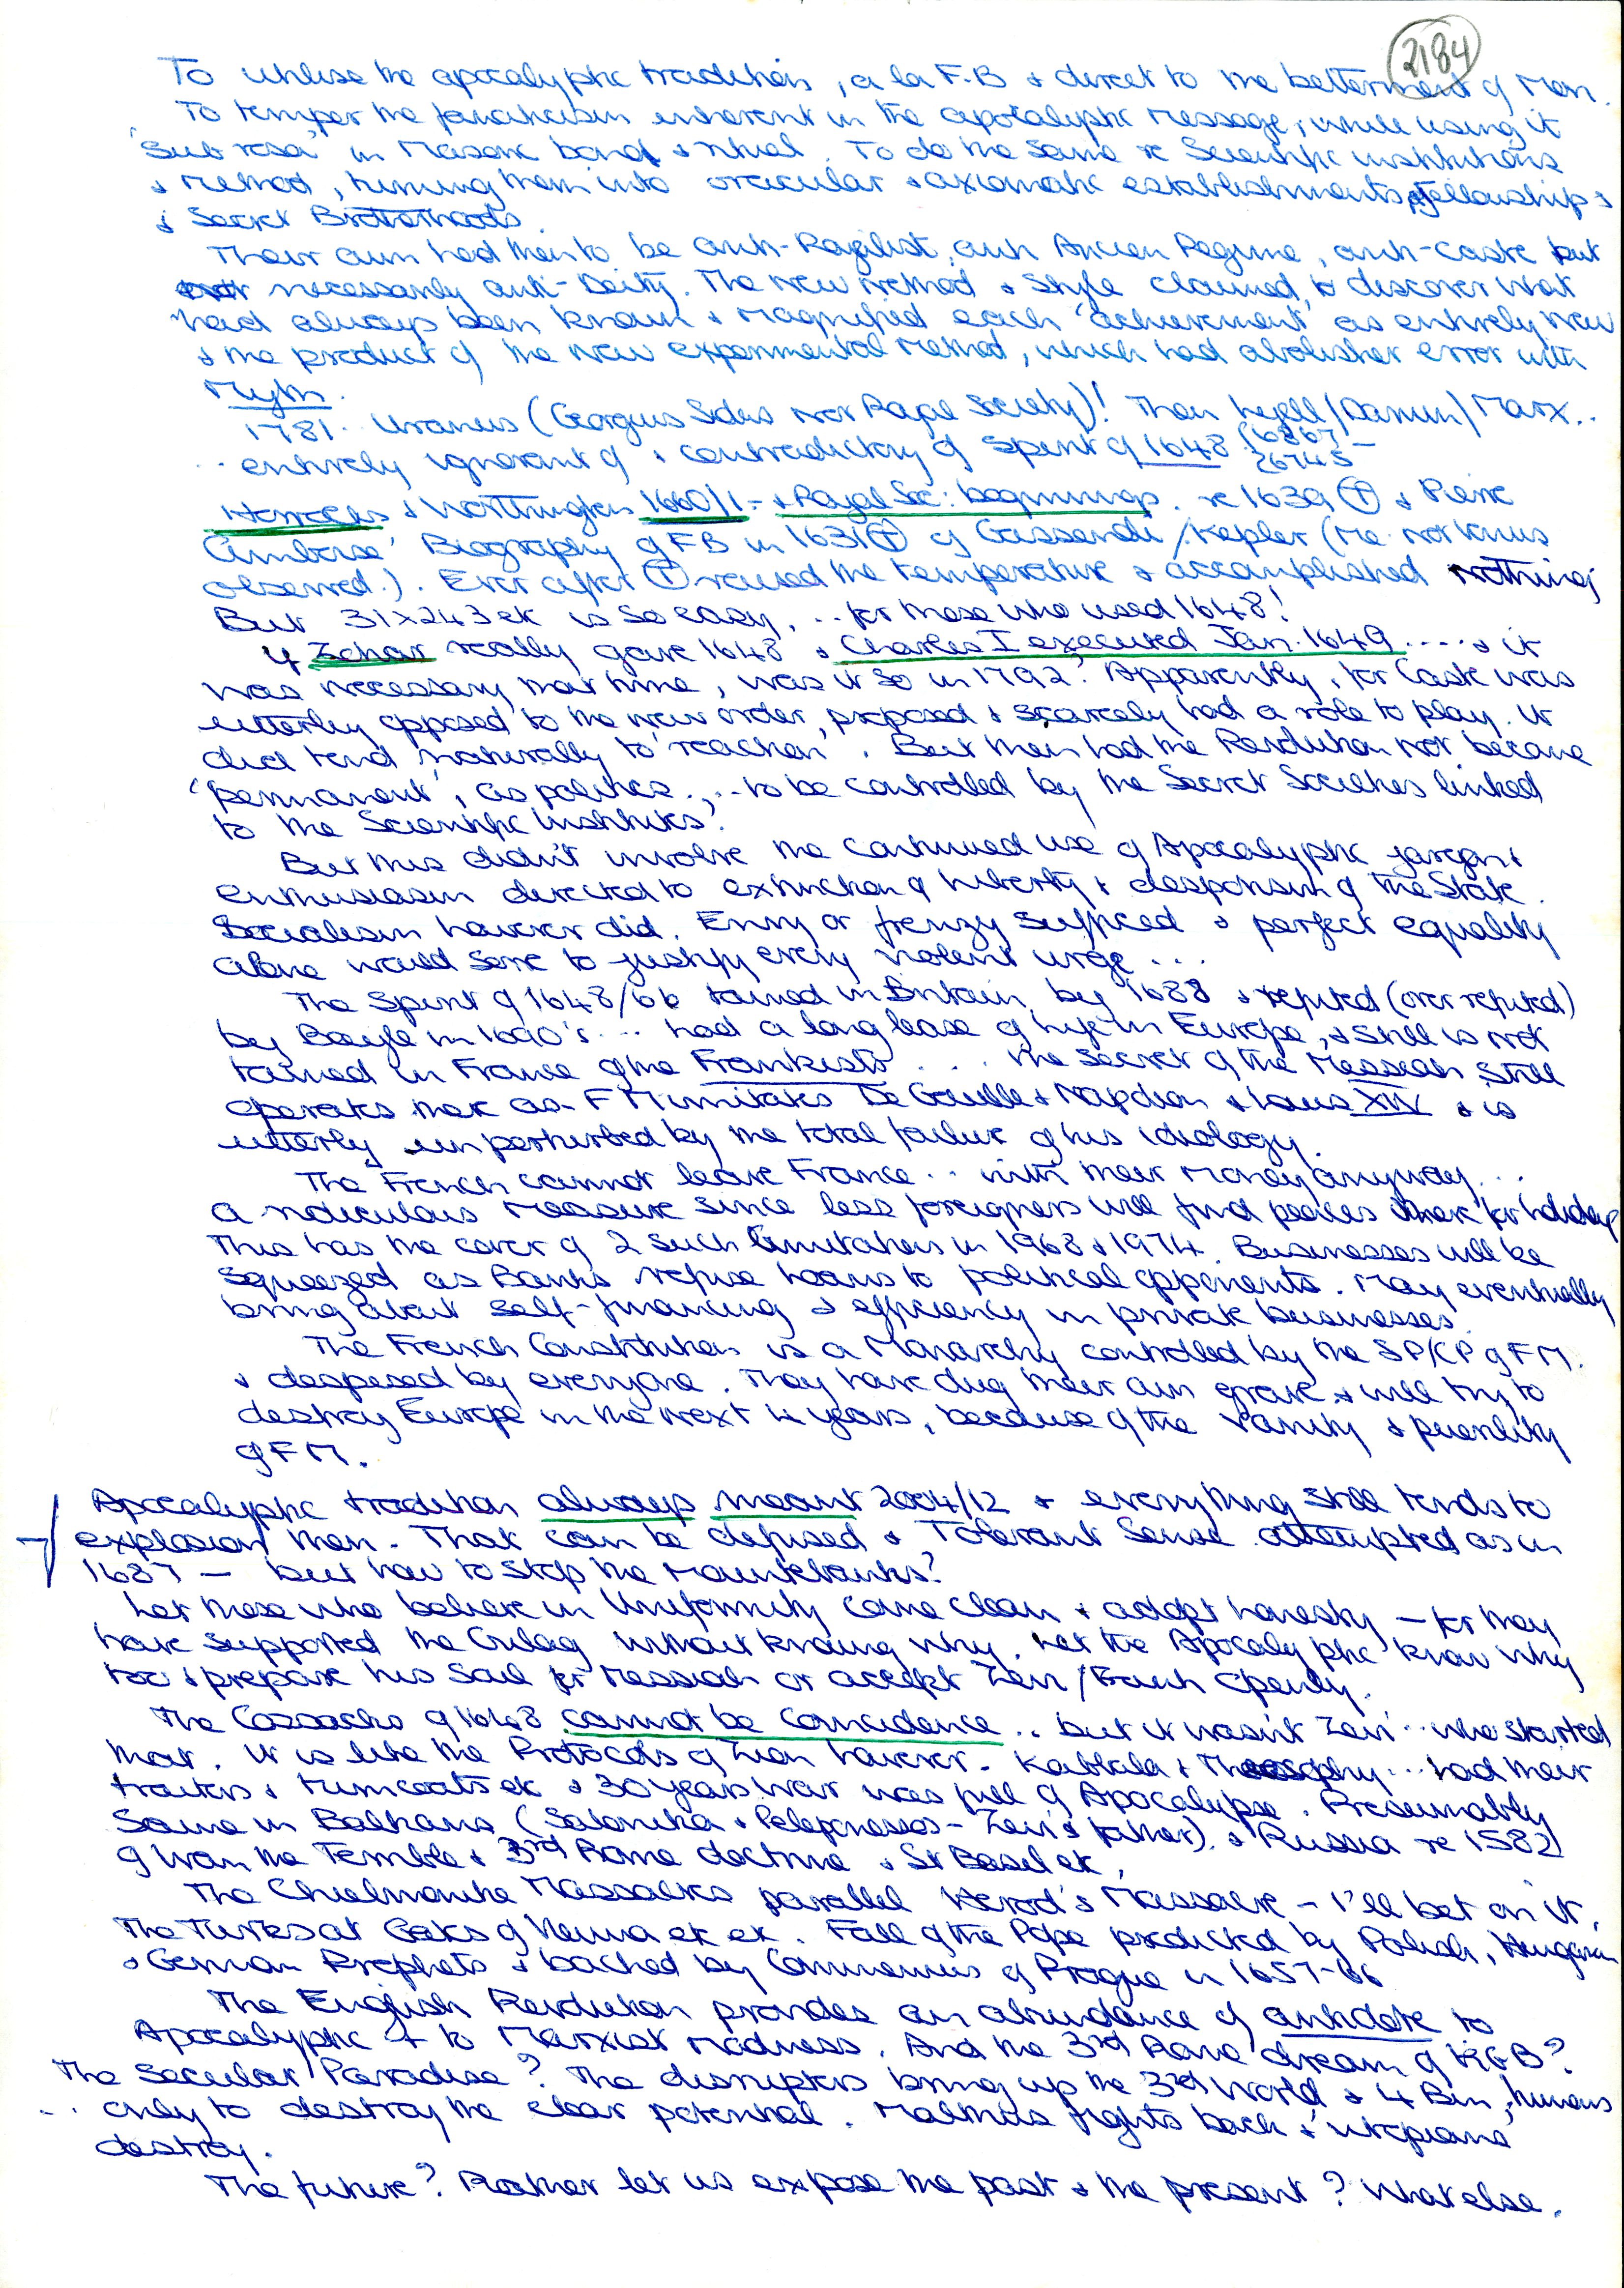 2184
To utilise the apocalyptic tradition, a la F.B & direct to the betterment of Man.
To temper the fanaticism inherent in the apocalyptic message, while using it
'Sub rosa' in Masonic bond & ritual. To do the same re Scientific institutions
& Method, turning them into oracular & axiomatic establishments, fellowships
& Secret Brotherhoods.
Their aim had then to be anti-Royalist, anti Ancien Regime, anti-Caste but
not necessarily anti-Deity. The new method & style claimed, to discover what
had always been known & magnified each 'achievement' as entirely new
& the product of the new experimental method, which had abolished error with
Myth.
1781. Uranus (Georgius Sidus nor Royal Society)! Then Lyell/Darwin/Marx..
.. entirely ignorant of & contradictory of Spirit of 1648
Horrocks & Worthington 1660/1 - & Royal Soc: beginnings. re 1639 & Pierre
Amboise' Biography of FB in 1631 of Gassendi/Kepler (Me. not Venus
observed.). Ever after raised the temperature & accomplished nothing
But 31x243 etc is so easy, .. for those who used 1648!
If Zohar really gave 1648 & Charles I executed Jan. 1649 .... & it
was necessary that time, was it so in 1792? Apparently, for Caste was
utterly opposed to the new order, proposed & scarcely had a role to play. It
did tend 'naturally to reaction'. But then had the Revolution not become
'permanent', as politics .,.. to be controlled by the Secret Societies linked
to the Scientific Institutes?
But this didn't involve the continued use of Apocalyptic jargon &
enthusiasm directed to extinction of Liberty & despotism of the State.
Socialism however did. Envy or frenzy sufficed & perfect equality
alone would serve to justify every violent urge ...
The Spirit of 1648/66 tamed in Britain by 1688 & refuted (over refuted)
by Bayle in 1690's ... had a long lease of life in Europe, & still is not
tamed in France of the Frankists .... the secret of the Messiah still
operates there as FM imitates De Gaulle & Napoleon & Louis XIV & is
utterly unperturbed by the total failure of his ideology.
The French cannot leave France .. with their money anyway ...
a ridiculous measure since less foreigners will find places there for holidays
This has the cover of 2 such limitations in 1968 & 1974. Businesses will be
squeezed as Banks refuse loans to political opponents. May eventually
bring about self-financing & efficiency in private businesses.
The French Constitution is a Monarchy controlled by the SP/CP of FM.
& despised by everyone. They have dug their own grave & will try to
destroy Europe in the next 4 years, because of the vanity & puerility
of FM.
Apocalyptic tradition always meant 2004/12 & everything still tends to
explosion then. That can be defused & Tolerant Sense attempted as in
1687 — but how to stop the Mountebanks?
Let those who believe in Uniformity come clean & adopt honesty — for they
have supported the Gulag without knowing why. Let the Apocalyptic know why
too & prepare his soul for Messiah or accept Zevi/Frank openly.
The Cossacks of 1648 cannot be coincidence .. but it wasn't Zevi .. who started
that. It is like the Protocols of Zion however. Kabbala & Theosophy ... had their
traitors & turncoats etc & 30 years War was full of Apocalypse. Presumably
same in Balkans (Salonika & Peloponessos - Zevi's father). & Russia re 1582
of Ivan the Terrible & 3rd Rome doctrine & St Basil etc.
The Chielmonike Massacres parallel Herod's Massacre - I'll bet on it.
The Turks at Gates of Vienna etc etc. Fall of the Pope predicted by Polish, Hungarian
& German Prophets & backed by Commenius of Prague in 1657-66
The English Revolution provides an abundance of antidote to
Apocalyptic & to Marxist madness. And the 3rd Rome dream of KGB?
The Secular Paradise? The disrupters bring up the 3rd World & 4 Bin, humans
... only to destroy the clear potential. Malthus fights back & 'utopians'
destroy.
The future? Rather let us expose the past & the present? What else.